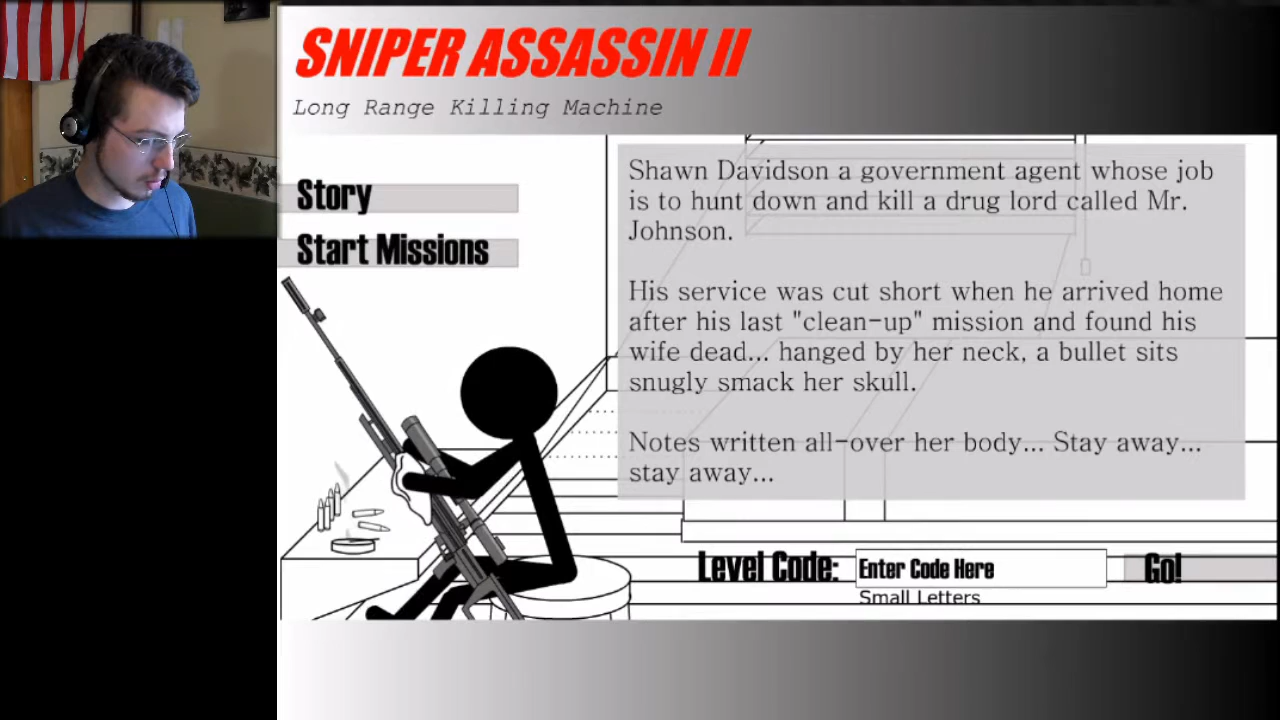 SNIPER ASSASSIN II
Long Range Killing Machine
Story
Start Missions
Shawn Davidson a government agent whose job
is to hunt down and kill a drug lord called Mr.
Johnson.
His service was cut short when he arrived home
after his last "clean-up" mission and found his
wife dead... hanged by her neck, a bullet sits
snugly smack her skull.
Notes written all-over her body... Stay away...
stay away...
Level Code:
Enter Code Here
Go!
Small Letters